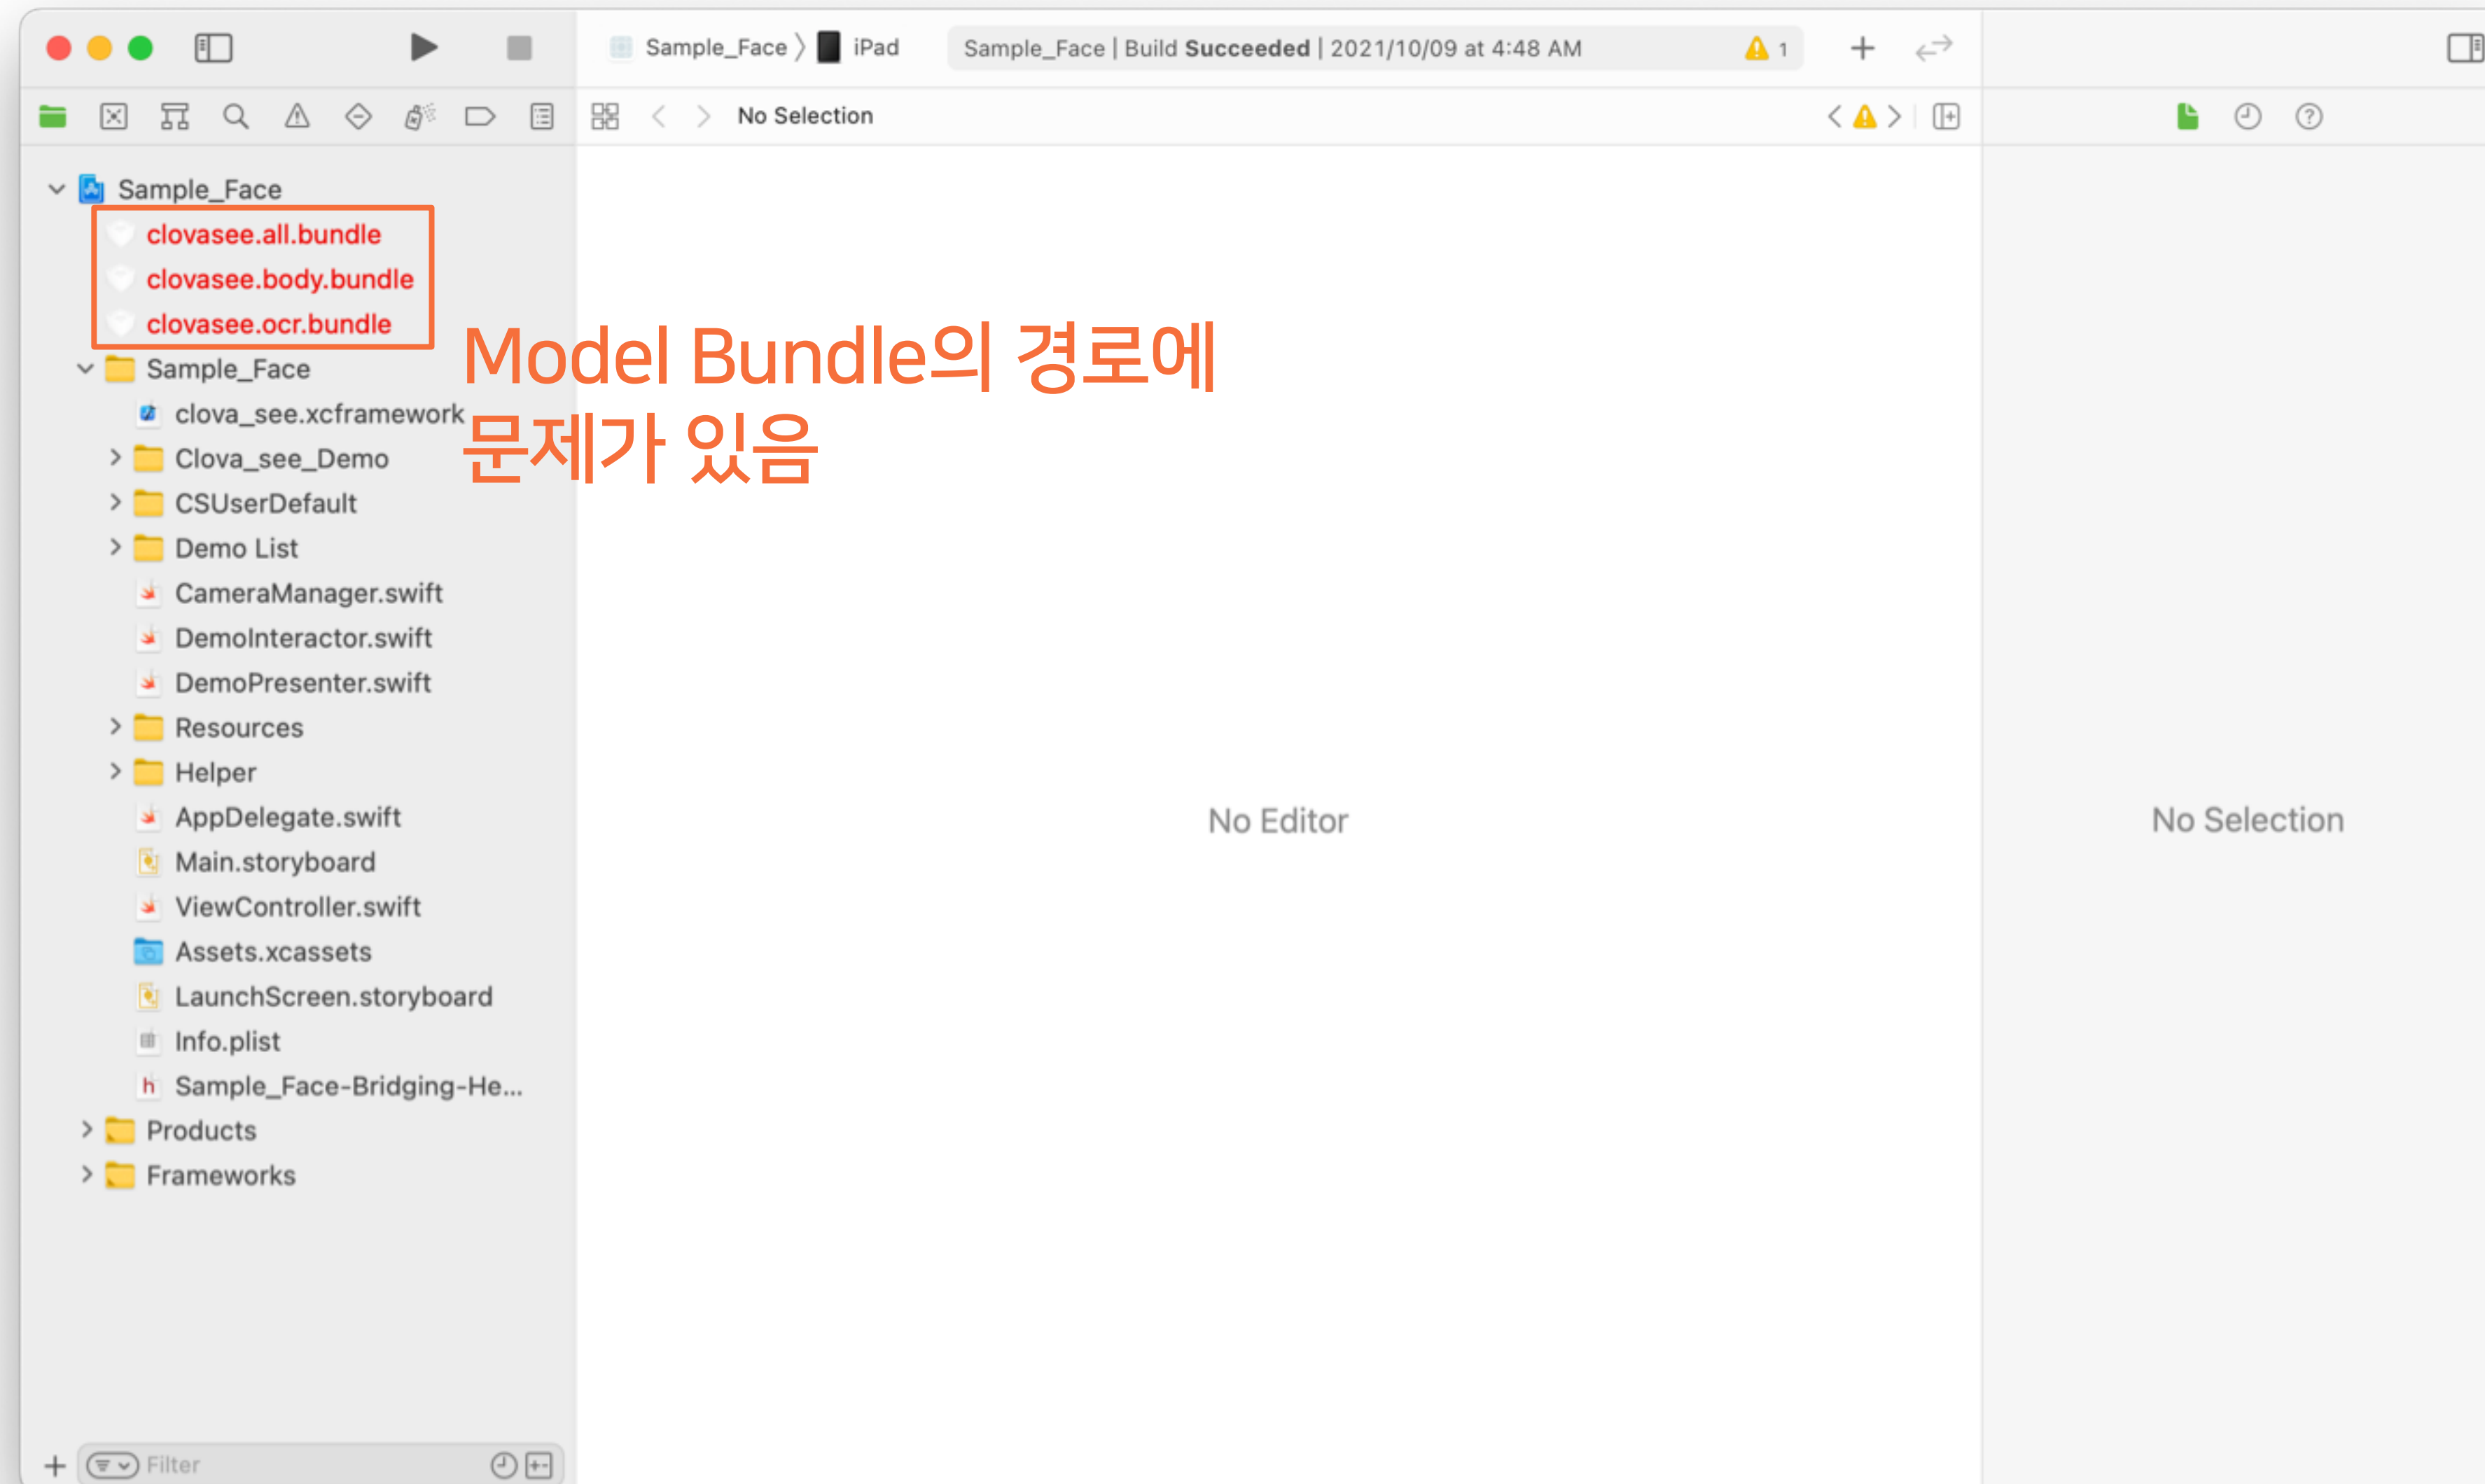 Sample_Face 〉 iPad
Sample_Face | Build Succeeded | 2021/10/09 at 4:48 AM
1
No Selection
Sample_Face
clovasee.all.bundle
clovasee.body.bundle
clovasee.ocr.bundle
Model Bundle의 경로에
문제가 있음
Sample_Face
clova_see.xcframework
Clova_see_Demo
CSUserDefault
Demo List
CameraManager.swift
DemoInteractor.swift
DemoPresenter.swift
Resources
Helper
AppDelegate.swift
No Editor
No Selection
Main.storyboard
ViewController.swift
Assets.xcassets
LaunchScreen.storyboard
Info.plist
h Sample_Face-Bridging-He...
Products
Frameworks
Filter